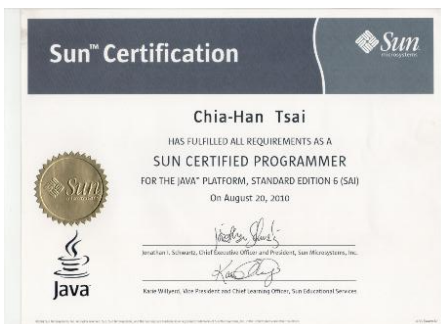 Sun™ Certification
Sun
microsystems
Chia-Han Tsai
HAS FULFILLED ALL REQUIREMENTS AS A
SUN CERTIFIED PROGRAMMER
FOR THE JAVA™ PLATFORM, STANDARD EDITION 6 (SAI)
On August 20, 2010
Sun
Jonathan I. Schwartz, Chief Executive Officer and President, Sun Microsystems, Inc.
Karie Willyerd, Vice President and Chief Learning Officer, Sun Educational Services
Java